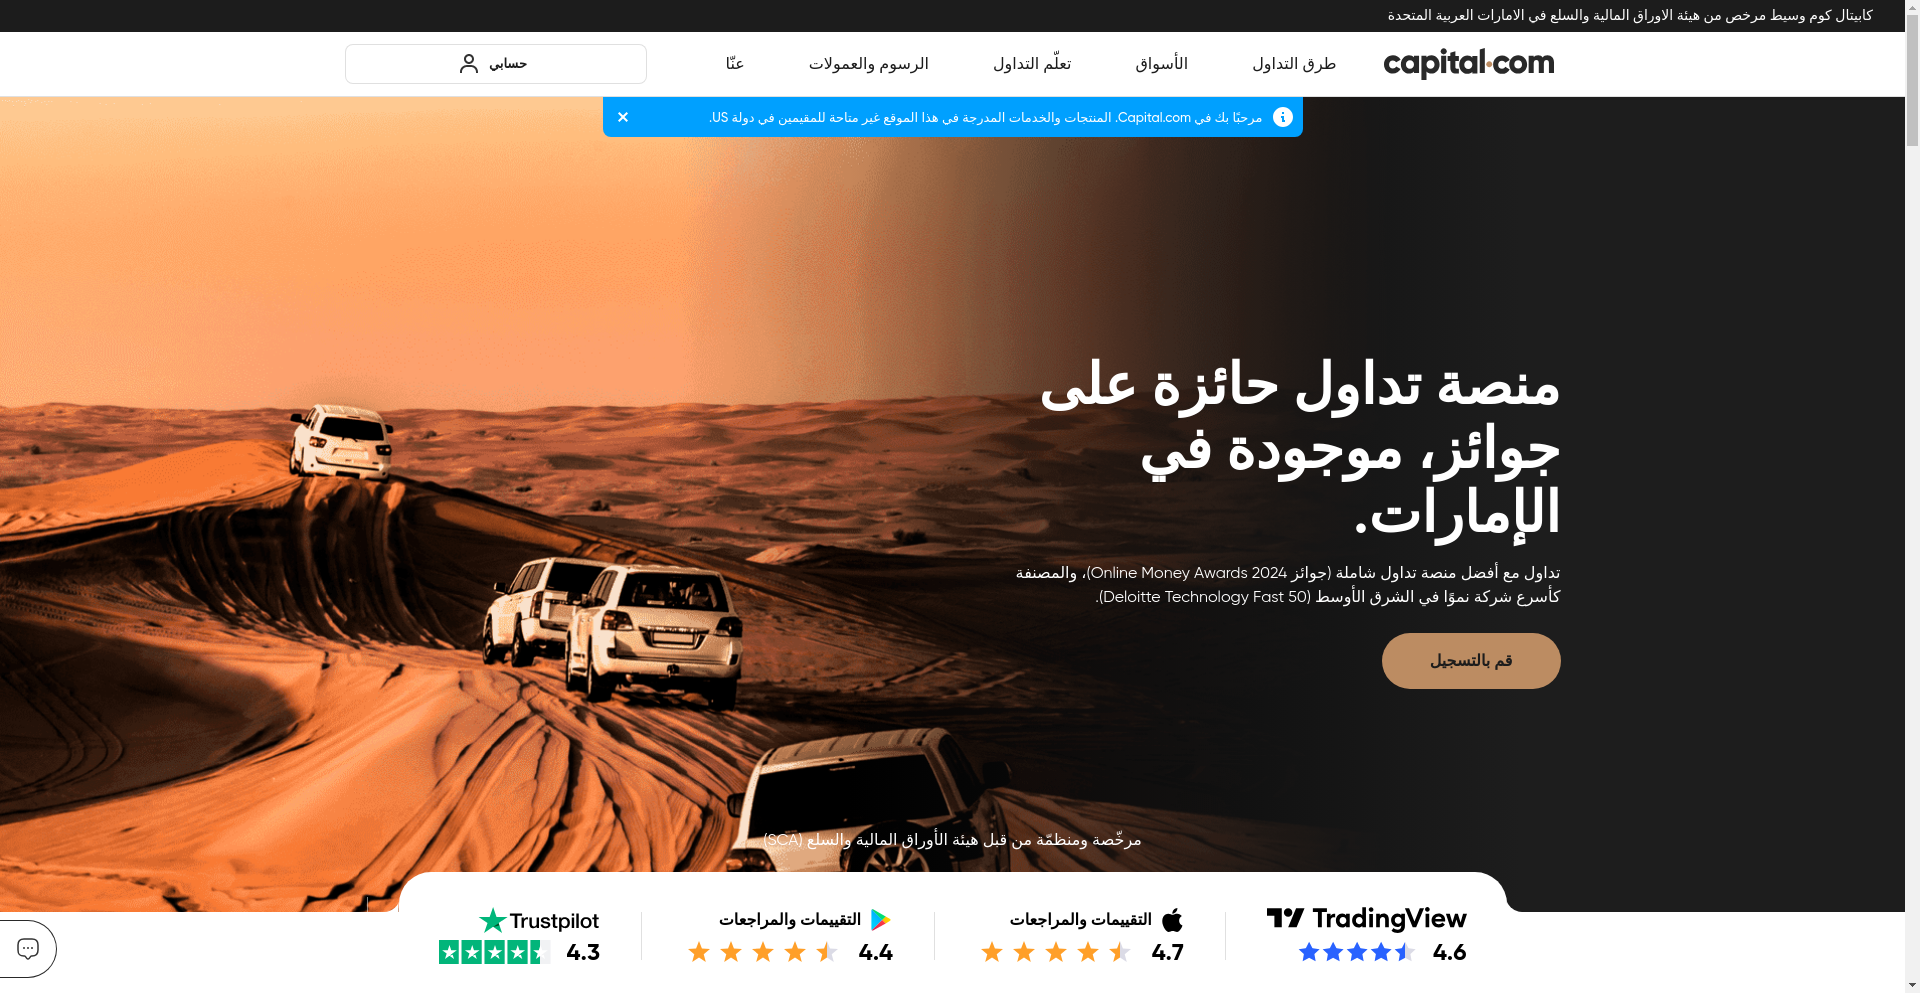 كابيتال كوم وسيط مرخص من هيئة الاوراق المالية والسلع في الامارات العربية المتحدة
capital.com
طرق التداول
الأسواق
تعلّم التداول
الرسوم والعمولات
عنّا
حسابي
مرحبًا بك في Capital.com. المنتجات والخدمات المدرجة في هذا الموقع غير متاحة للمقيمين في دولة US.
منصة تداول حائزة على
جوائز، موجودة في
الإمارات.
تداول مع أفضل منصة تداول شاملة (جوائز Online Money Awards 2024)، والمصنفة
كأسرع شركة نموًا في الشرق الأوسط (Deloitte Technology Fast 50).
قم بالتسجيل
مرخّصة ومنظمّة من قبل هيئة الأوراق المالية والسلع (SCA)
TradingView
4.6
التقييمات والمراجعات
4.7
التقييمات والمراجعات
4.4
Trustpilot
4.3